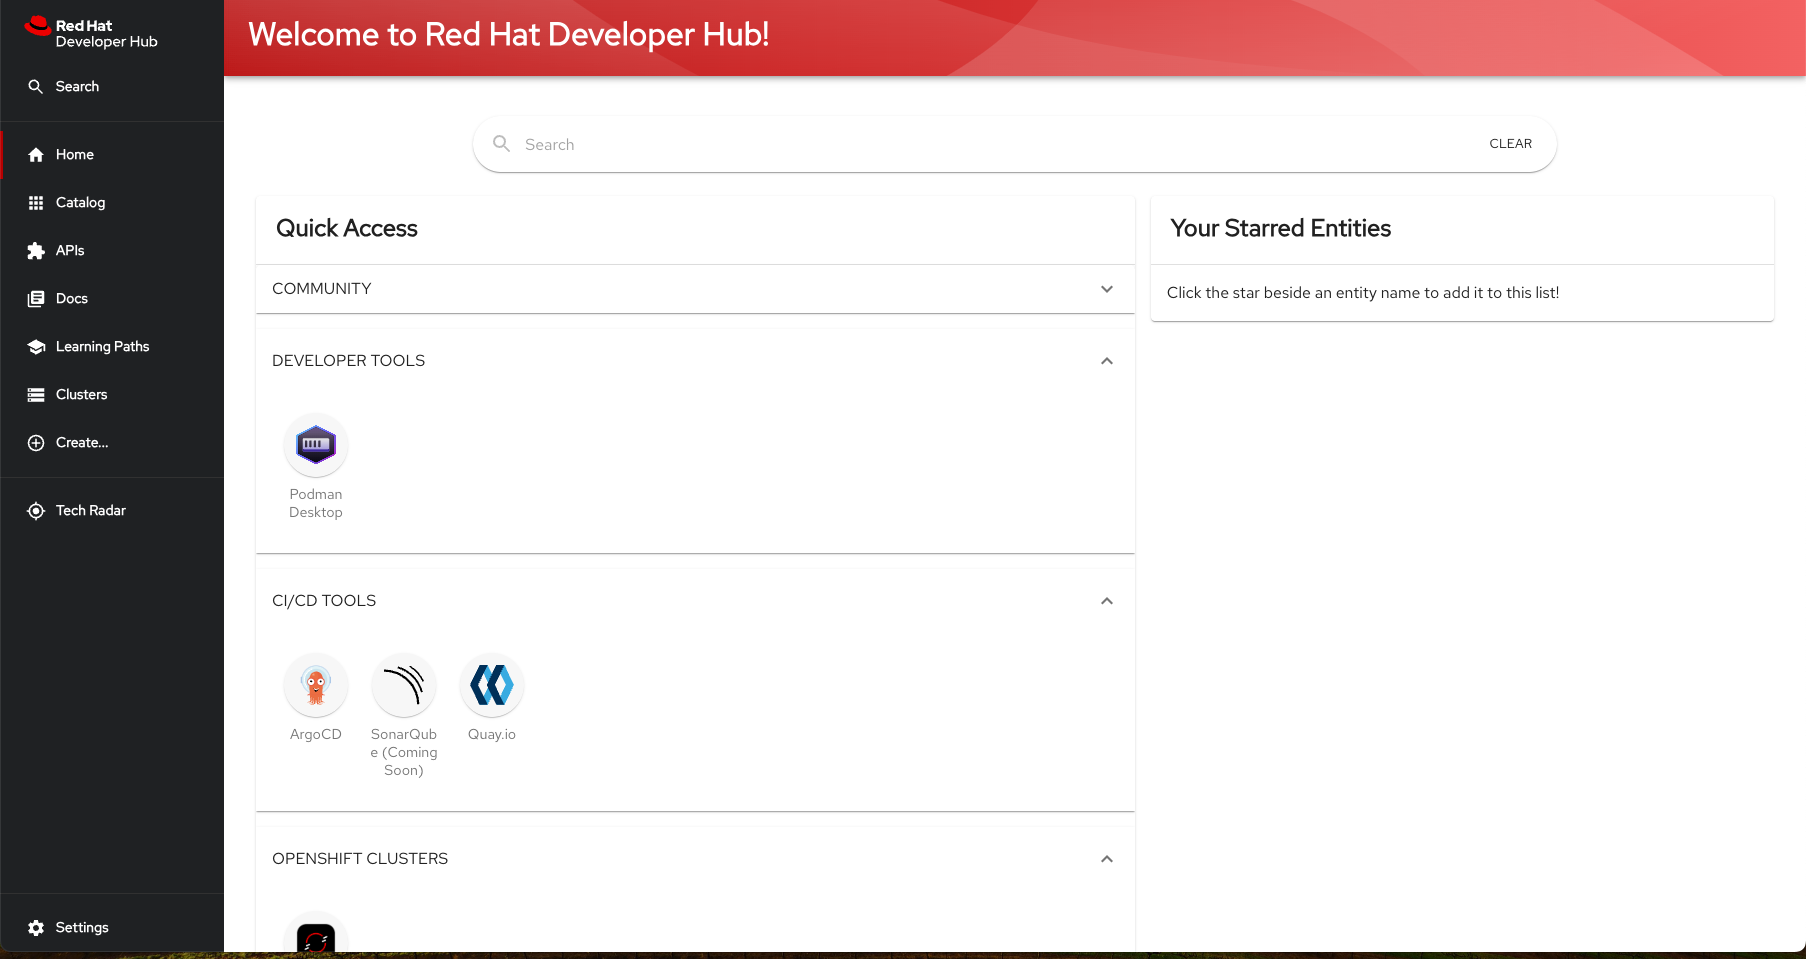 Red Hat
Developer Hub
Search
Home
Catalog
APIs
Docs
Learning Paths
Clusters
Create...
Tech Radar
Settings
Welcome to Red Hat Developer Hub!
Search
CLEAR
Quick Access
COMMUNITY
DEVELOPER TOOLS
Podman
Desktop
CI/CD TOOLS
ArgoCD
SonarQub
e (Coming
Soon)
Quay.io
OPENSHIFT CLUSTERS
Your Starred Entities
Click the star beside an entity name to add it to this list!